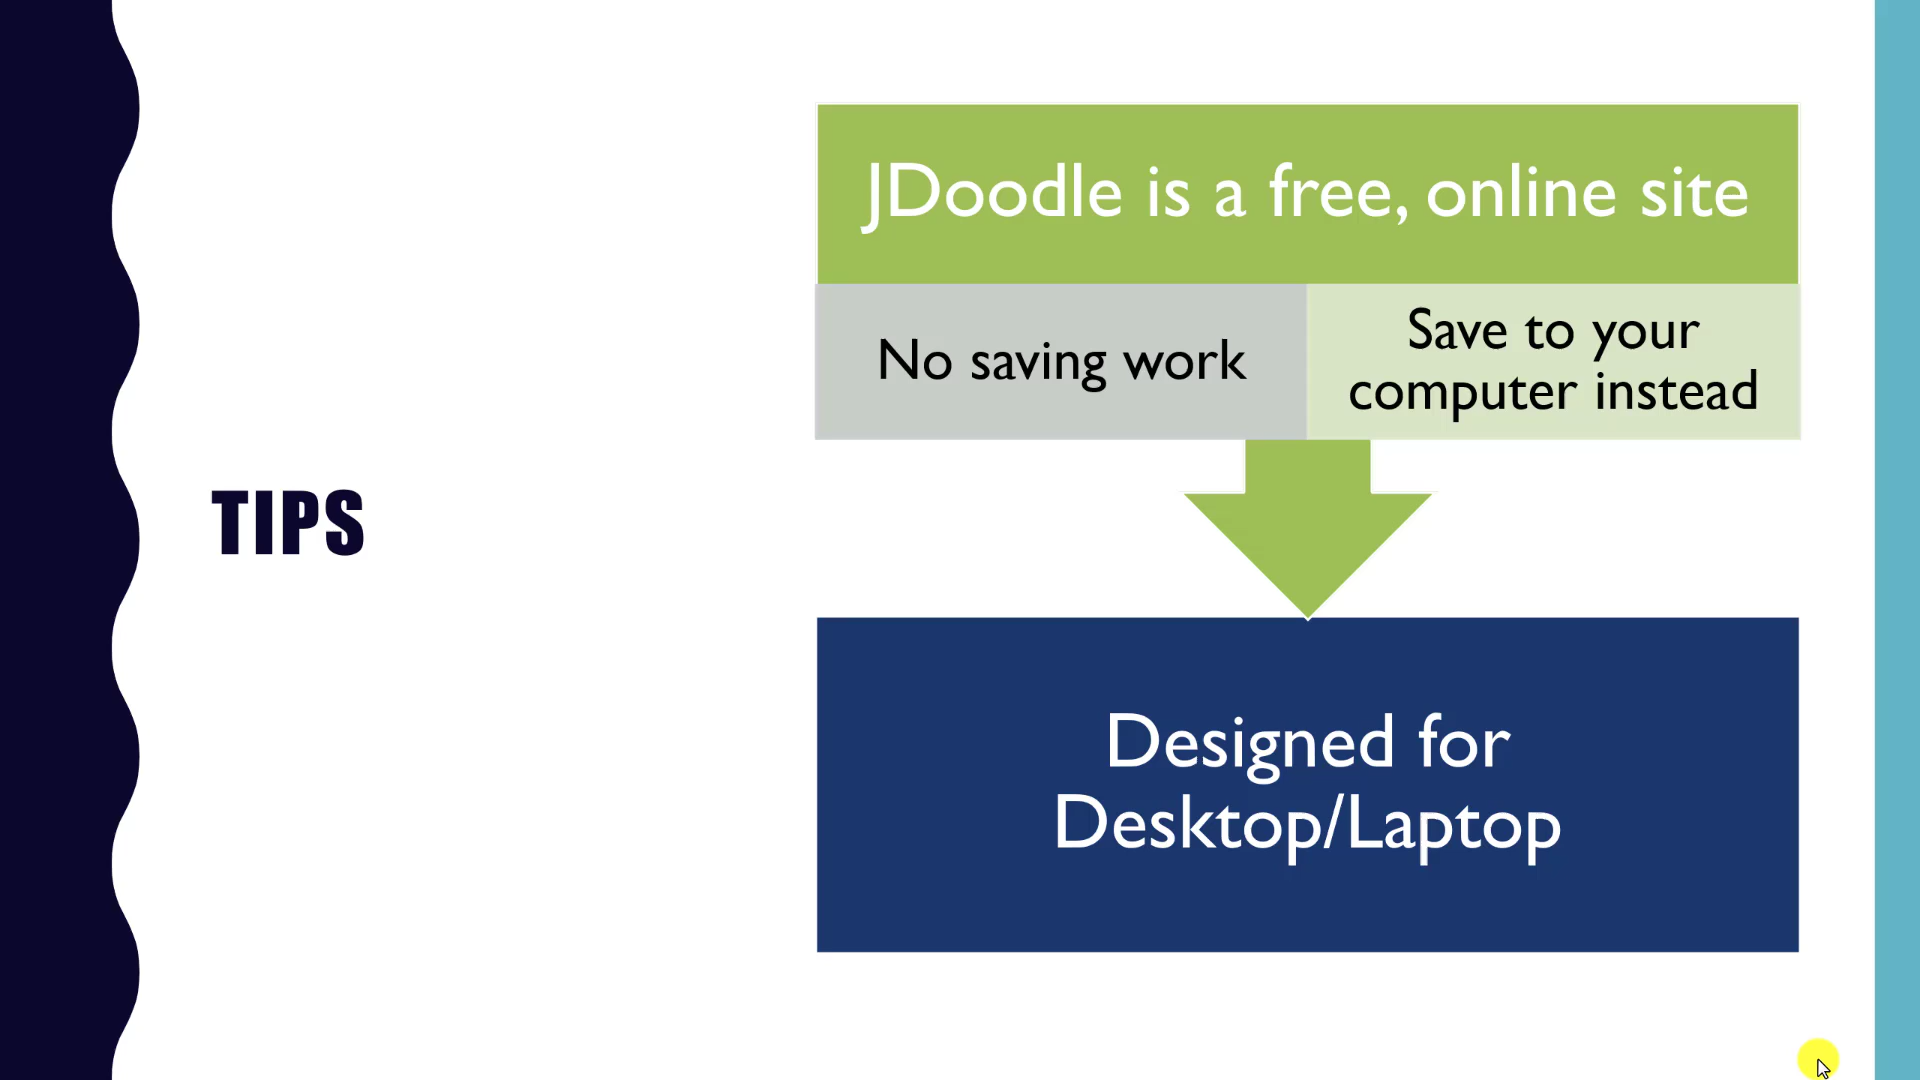 TIPS
JDoodle is a free, online site
No saving work
Save to your
computer instead
Designed for
Desktop/Laptop